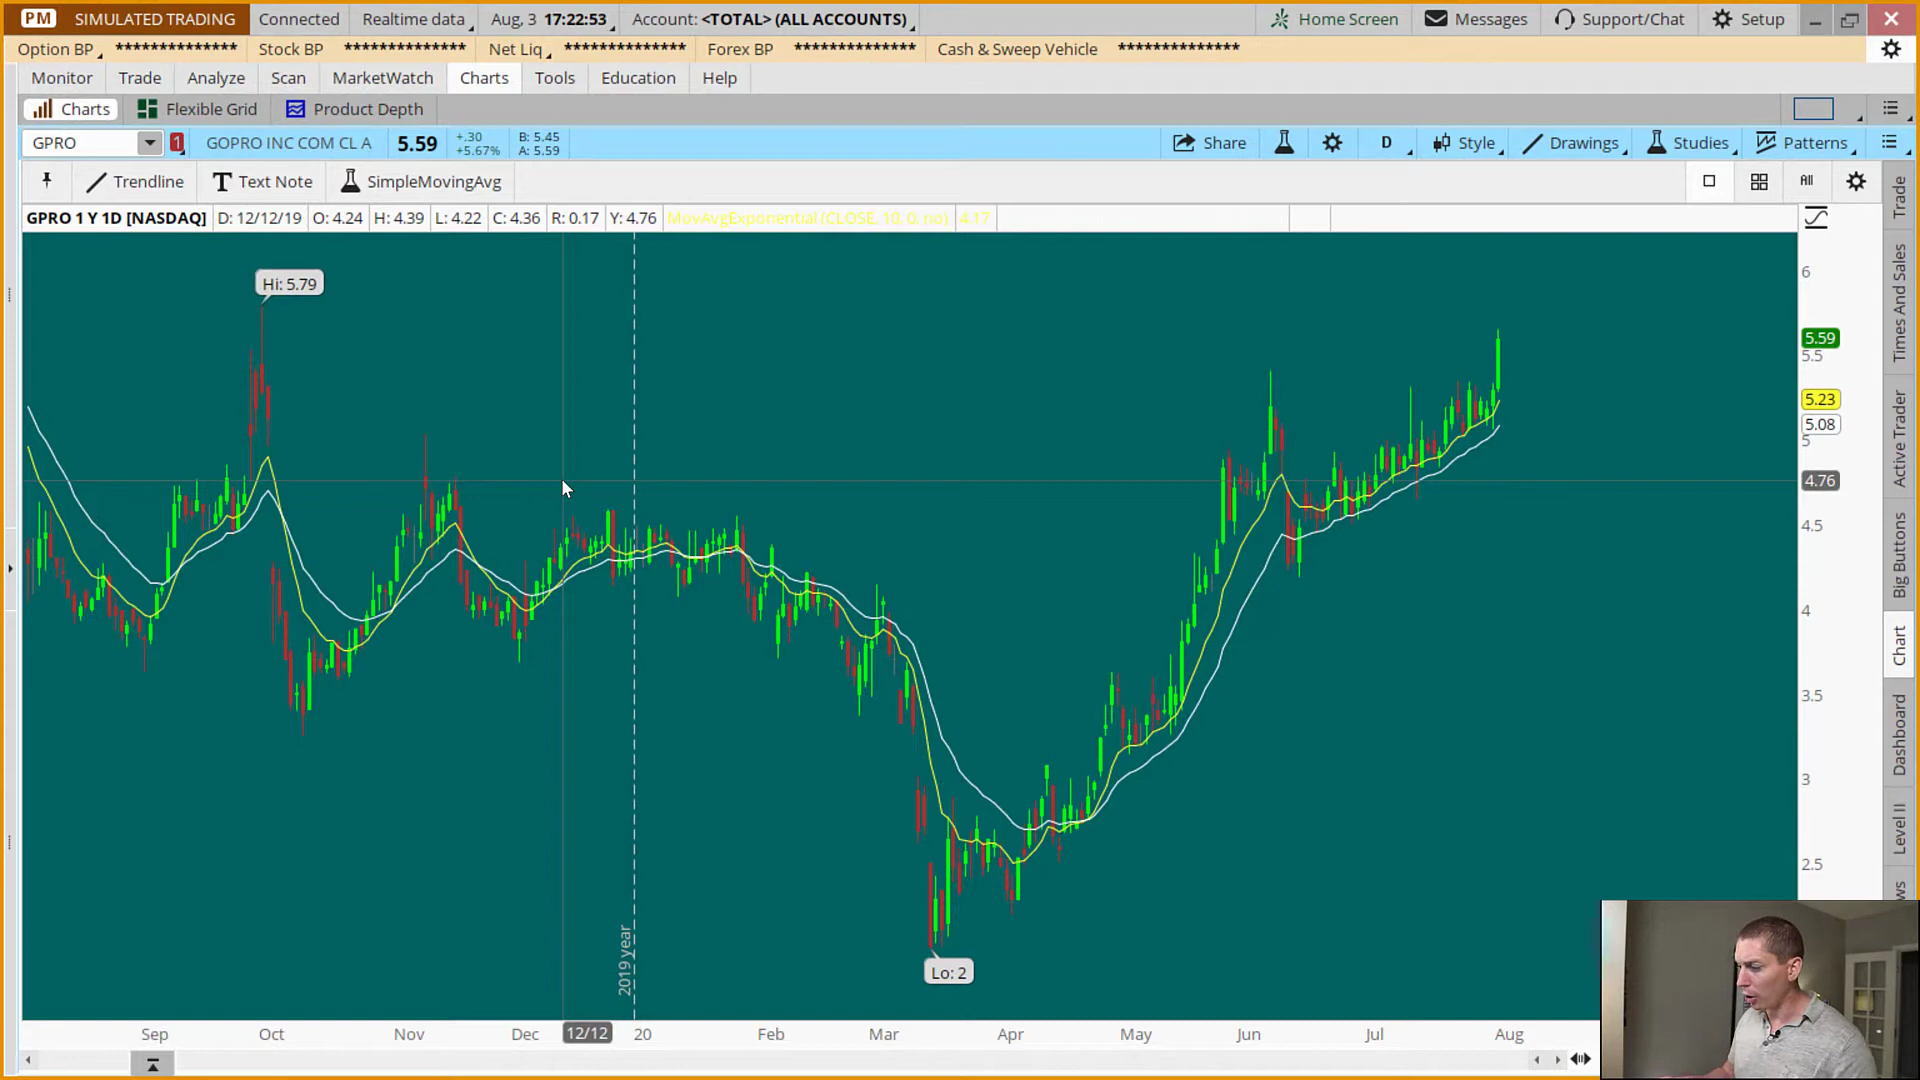 PM SIMULATED TRADING Connected Realtime data Aug, 3 17:22:53 Account: <TOTAL> (ALL ACCOUNTS) Home Screen Messages Support/Chat Setup
Option BP ************** Stock BP ************** Net Liq ************** Forex BP ************** Cash & Sweep Vehicle **************
Monitor Trade Analyze Scan MarketWatch Charts Tools Education Help
Charts Flexible Grid Product Depth
GPRO 1 GOPRO INC COM CL A 5.59 +.30 B: 5.45 Share D Style Drawings Studies Patterns
+5.67% A: 5.59
Trendline Text Note SimpleMovingAvg All
GPRO 1 Y 1D [NASDAQ] D: 12/12/19 O: 4.24 H: 4.39 L: 4.22 C: 4.36 R: 0.17 Y: 4.76 MovAvgExponential (CLOSE, 10, 0, no) 4.17
Hi: 5.79
Lo: 2
2019 year
6
5.59
5.5
5.23
5.08
5
4.76
4.5
4
3.5
3
2.5
Sep Oct Nov Dec 12/12 20 Feb Mar Apr May Jun Jul Aug
Trade
Times And Sales
Active Trader
Big Buttons
Chart
Dashboard
Level II